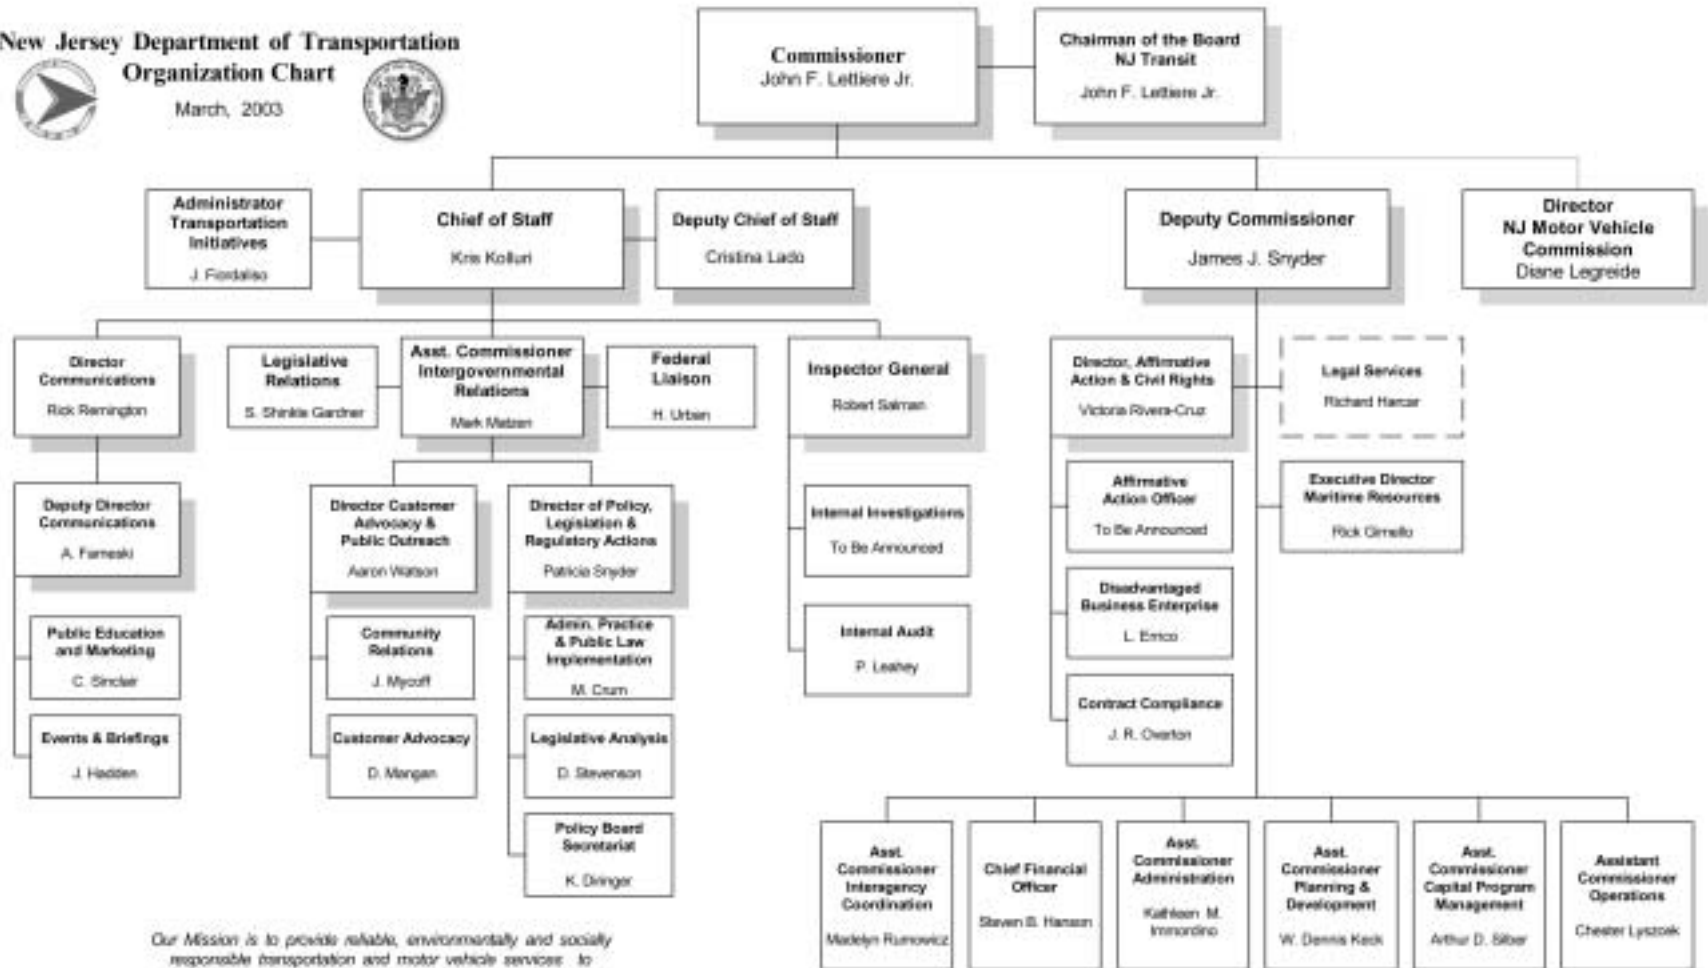 New Jersey Department of Transportation
Organization Chart
March, 2003
Commissioner
John F. Lettiere Jr.
Chairman of the Board
NJ Transit
John F. Lettiere Jr.
Administrator
Transportation
Initiatives
J. Fiordaliso
Chief of Staff
Kris Kolluri
Deputy Chief of Staff
Cristina Lado
Deputy Commissioner
James J. Snyder
Director
NJ Motor Vehicle
Commission
Diane Legreide
Director
Communications
Rick Remington
Legislative
Relations
S. Shinkle Gardner
Asst. Commissioner
Intergovernmental
Relations
Mark Matzen
Federal
Liaison
H. Urban
Inspector General
Robert Salman
Director, Affirmative
Action & Civil Rights
Victoria Rivera-Cruz
Legal Services
Richard
Deputy Director
Communications
A. Farneski
Director Customer
Advocacy &
Public Outreach
Aaron Watson
Director of Policy,
Legislation &
Regulatory Actions
Patricia Snyder
Internal Investigations
To Be Announced
Affirmative
Action Officer
To Be Announced
Executive Director
Maritime Resources
Rick Gimello
Public Education
and Marketing
C. Sinclair
Community
Relations
J. Mycoff
Admin. Practice
& Public Law
Implementation
M. Crum
Internal Audit
P. Leahey
Disadvantaged
Business Enterprise
L. Errico
Events & Briefings
J. Hadden
Customer Advocacy
D. Mangan
Legislative Analysis
D. Stevenson
Contract Compliance
J. R. Overton
Policy Board
Secretariat
K. Diringer
Asst.
Commissioner
Interagency
Coordination
Madelyn Rumowicz
Chief Financial
Officer
Steven B. Hanson
Asst.
Commissioner
Administration
Kathleen M.
Immordino
Asst.
Commissioner
Planning &
Development
W. Dennis Keck
Asst.
Commissioner
Capital Program
Management
Arthur D. Silber
Assistant
Commissioner
Operations
Chester Lyszcek
Our Mission is to provide reliable, environmentally and socially
responsible transportation and motor vehicle services to